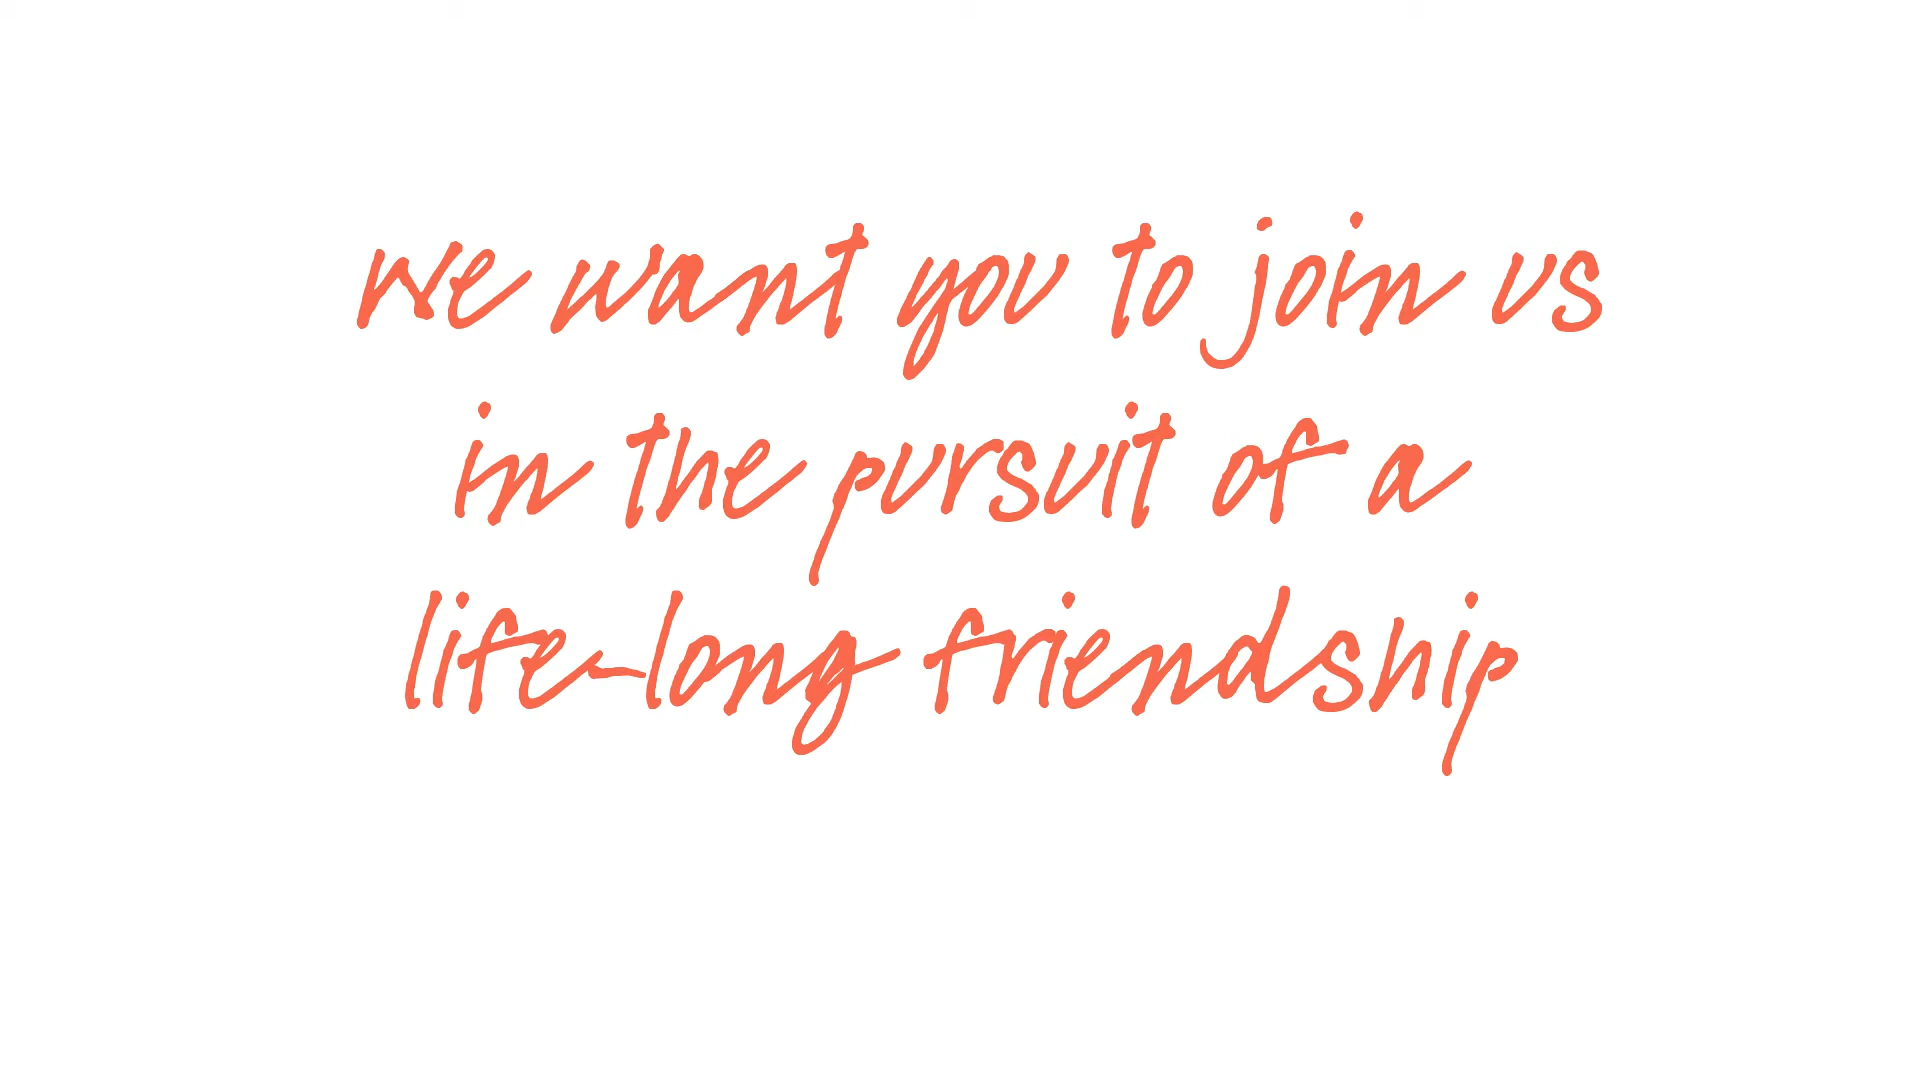 we want you to join us
in the pursuit of a
life-long friendship